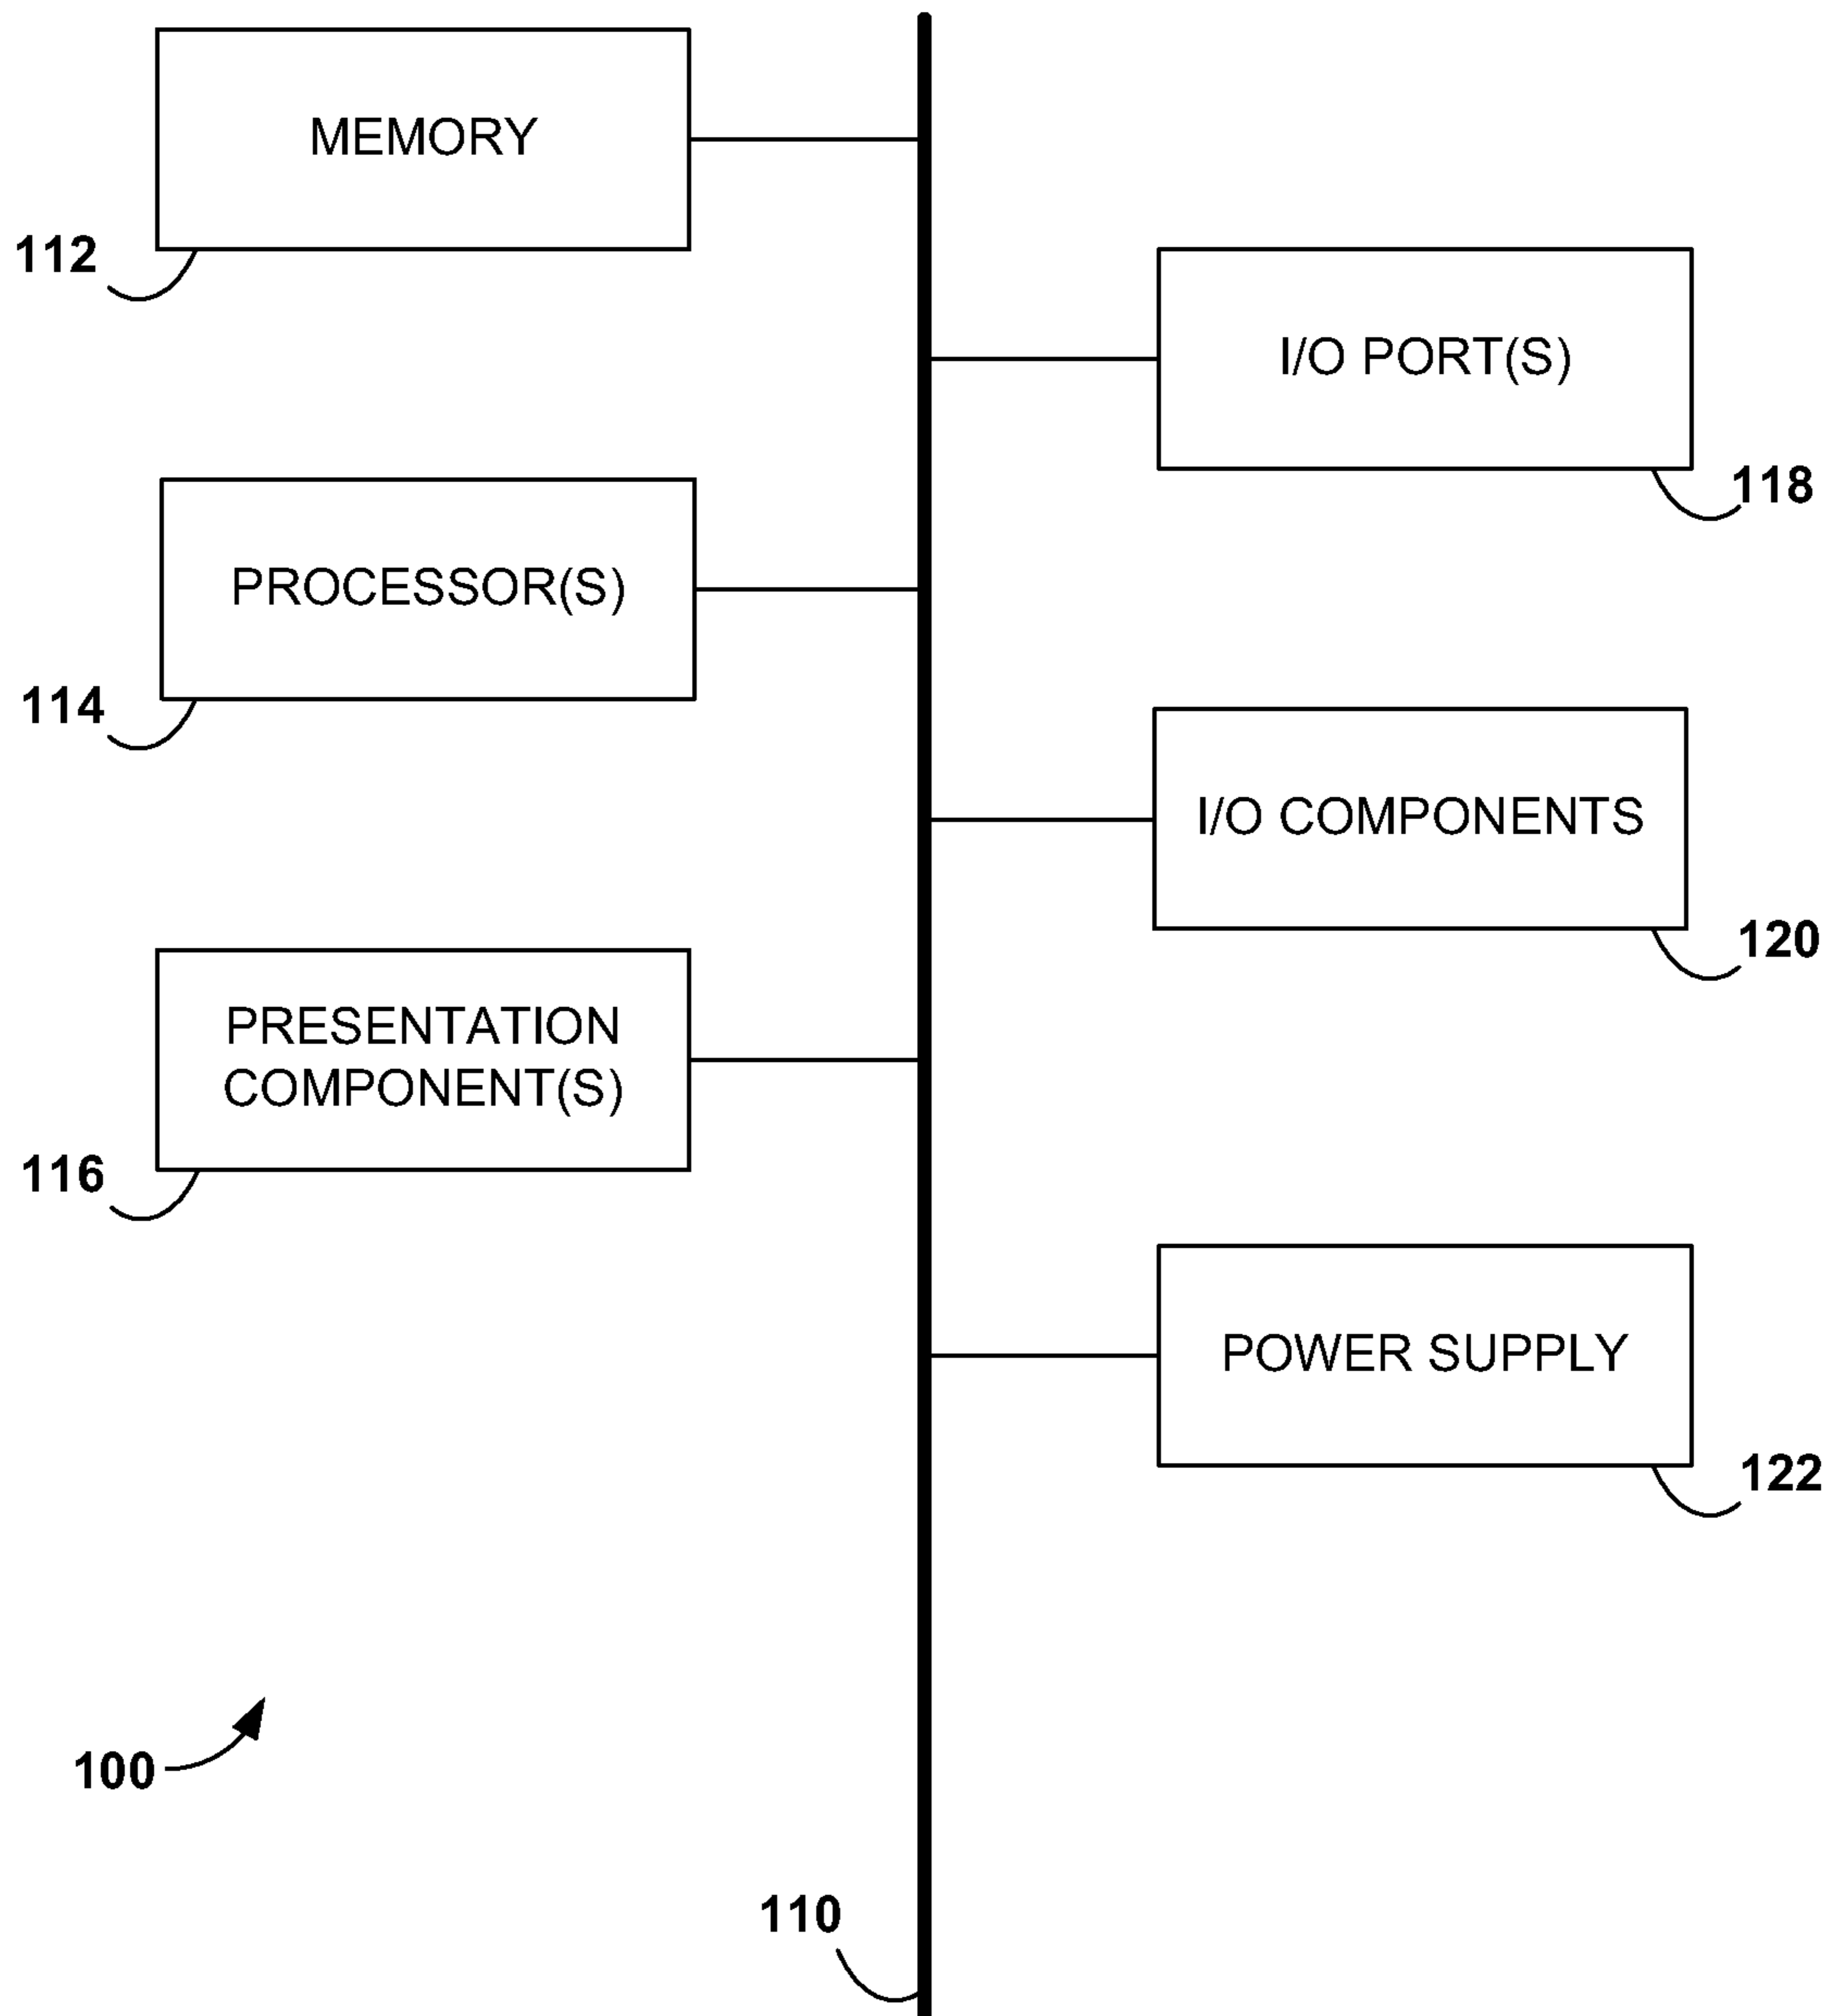 MEMORY
112
I/O PORT(S)
118
PROCESSOR(S)
114
I/O COMPONENTS
120
PRESENTATION
COMPONENT(S)
116
POWER SUPPLY
122
100
110